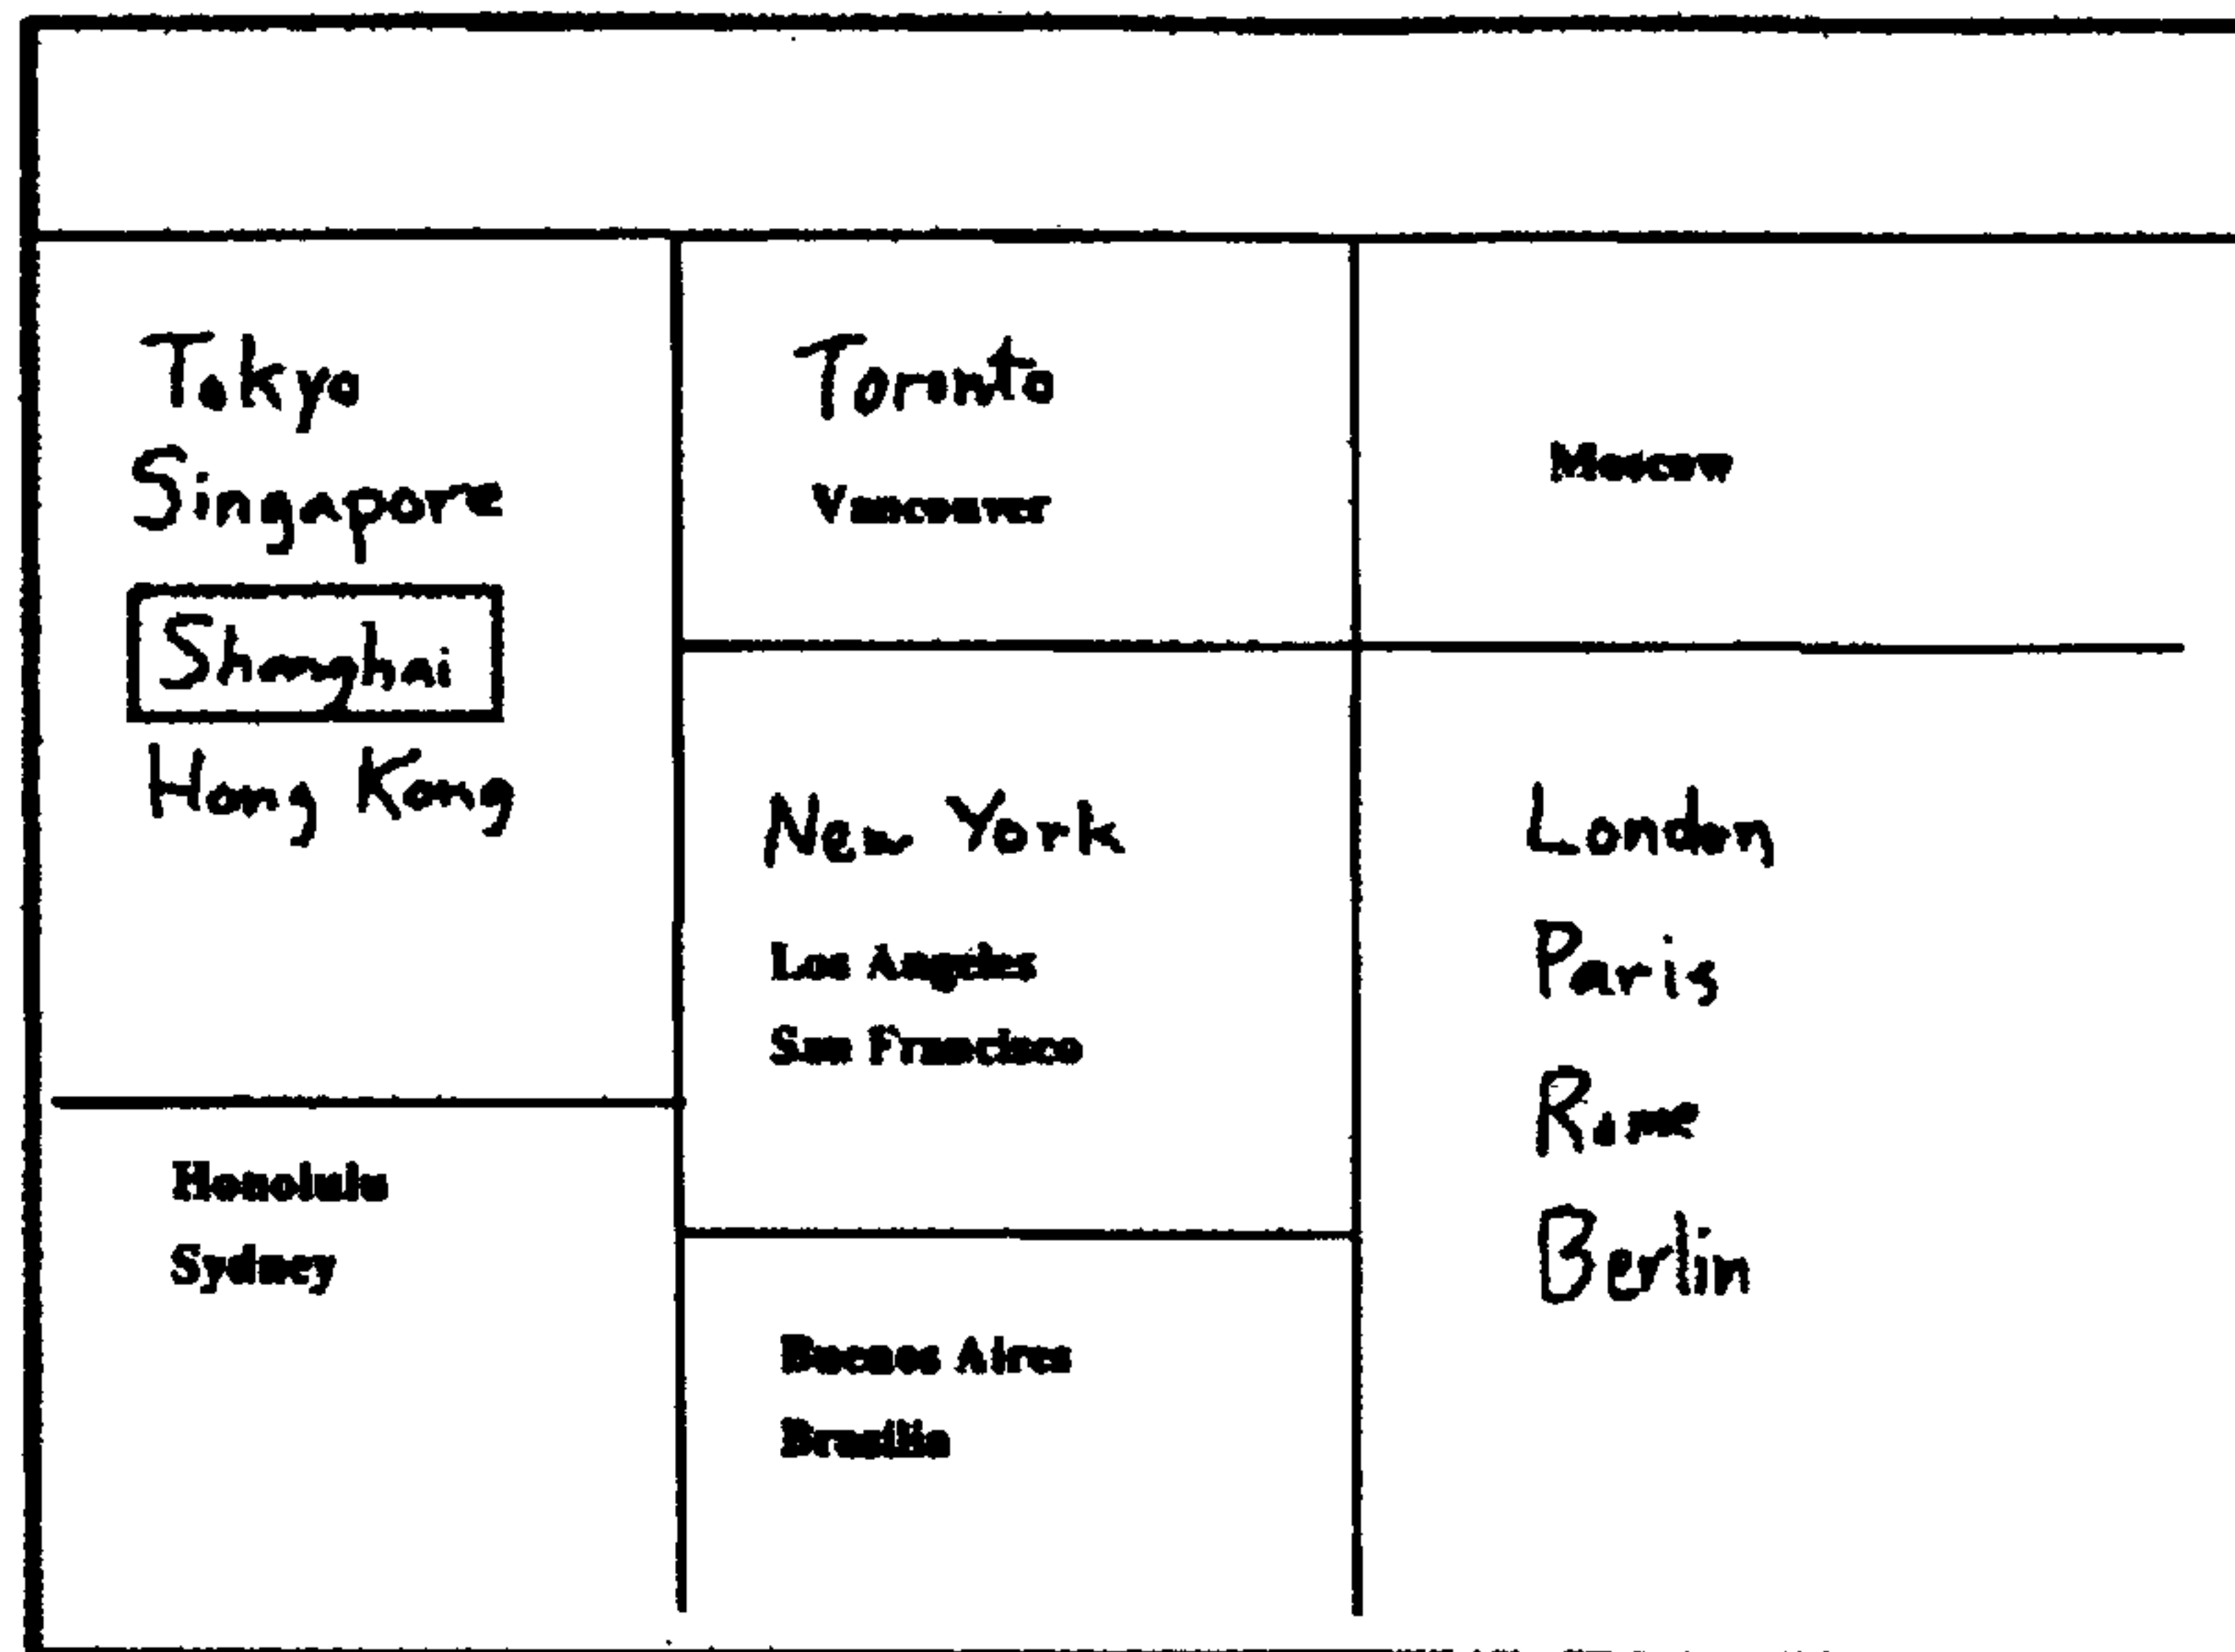 Tokyo
Singapore
Shanghai
Hong Kong
Honolulu
Sydney
Toronto
Vancouver
New York
Los Angeles
San Francisco
Buenos Aires
Brasilia
Moscow
London
Paris
Rome
Berlin